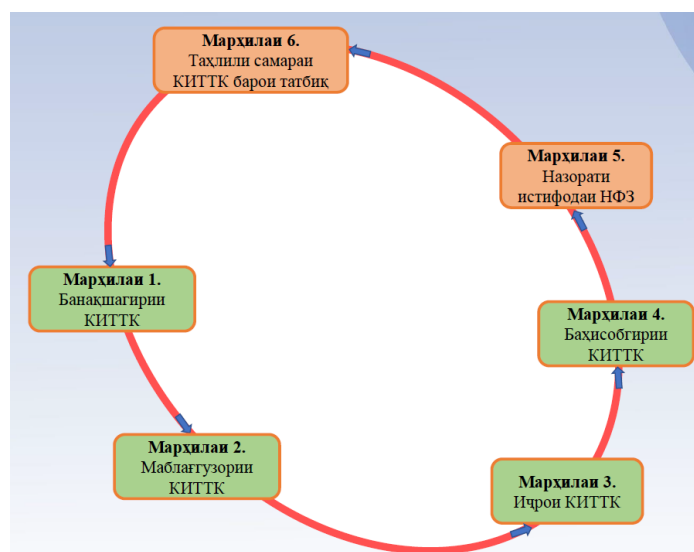 Марҳилаи 6.
Таҳлили самараи
КИТТК барои татбиқ
Марҳилаи 5.
Назорати
истифодаи НФЗ
Марҳилаи 1.
Банақшагирии
КИТТК
Марҳилаи 4.
Баҳисобгирии
КИТТК
Марҳилаи 2.
Маблағгузории
КИТТК
Марҳилаи 3.
Иҷрои КИТТК